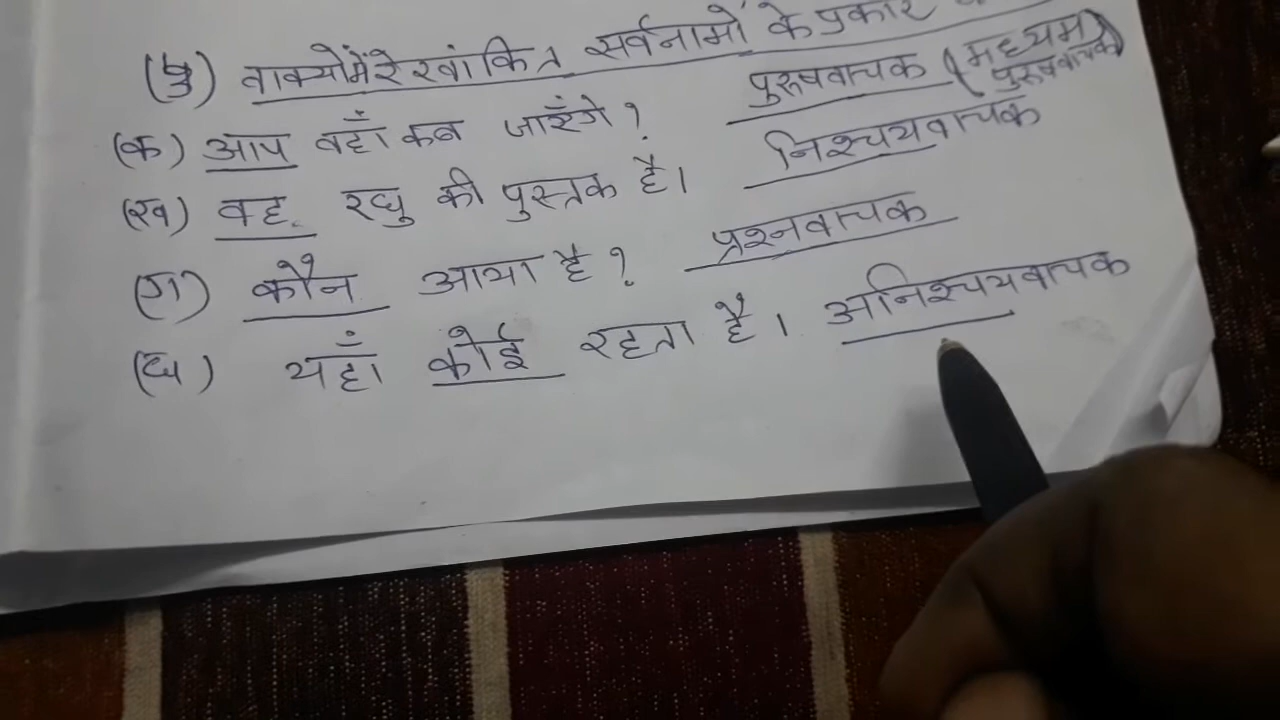 (5) वाक्यों में रेखांकित सर्वनामों के प्रकार
(क) आप वहाँ कब जाएँगे? पुरुषवाचक (मध्यम पुरुषवाचक)
(ख) वह रघु की पुस्तक है। निश्चयवाचक
(ग) कौन आया है? प्रश्नवाचक
(घ) यहाँ कोई रहता है। अनिश्चयवाचक